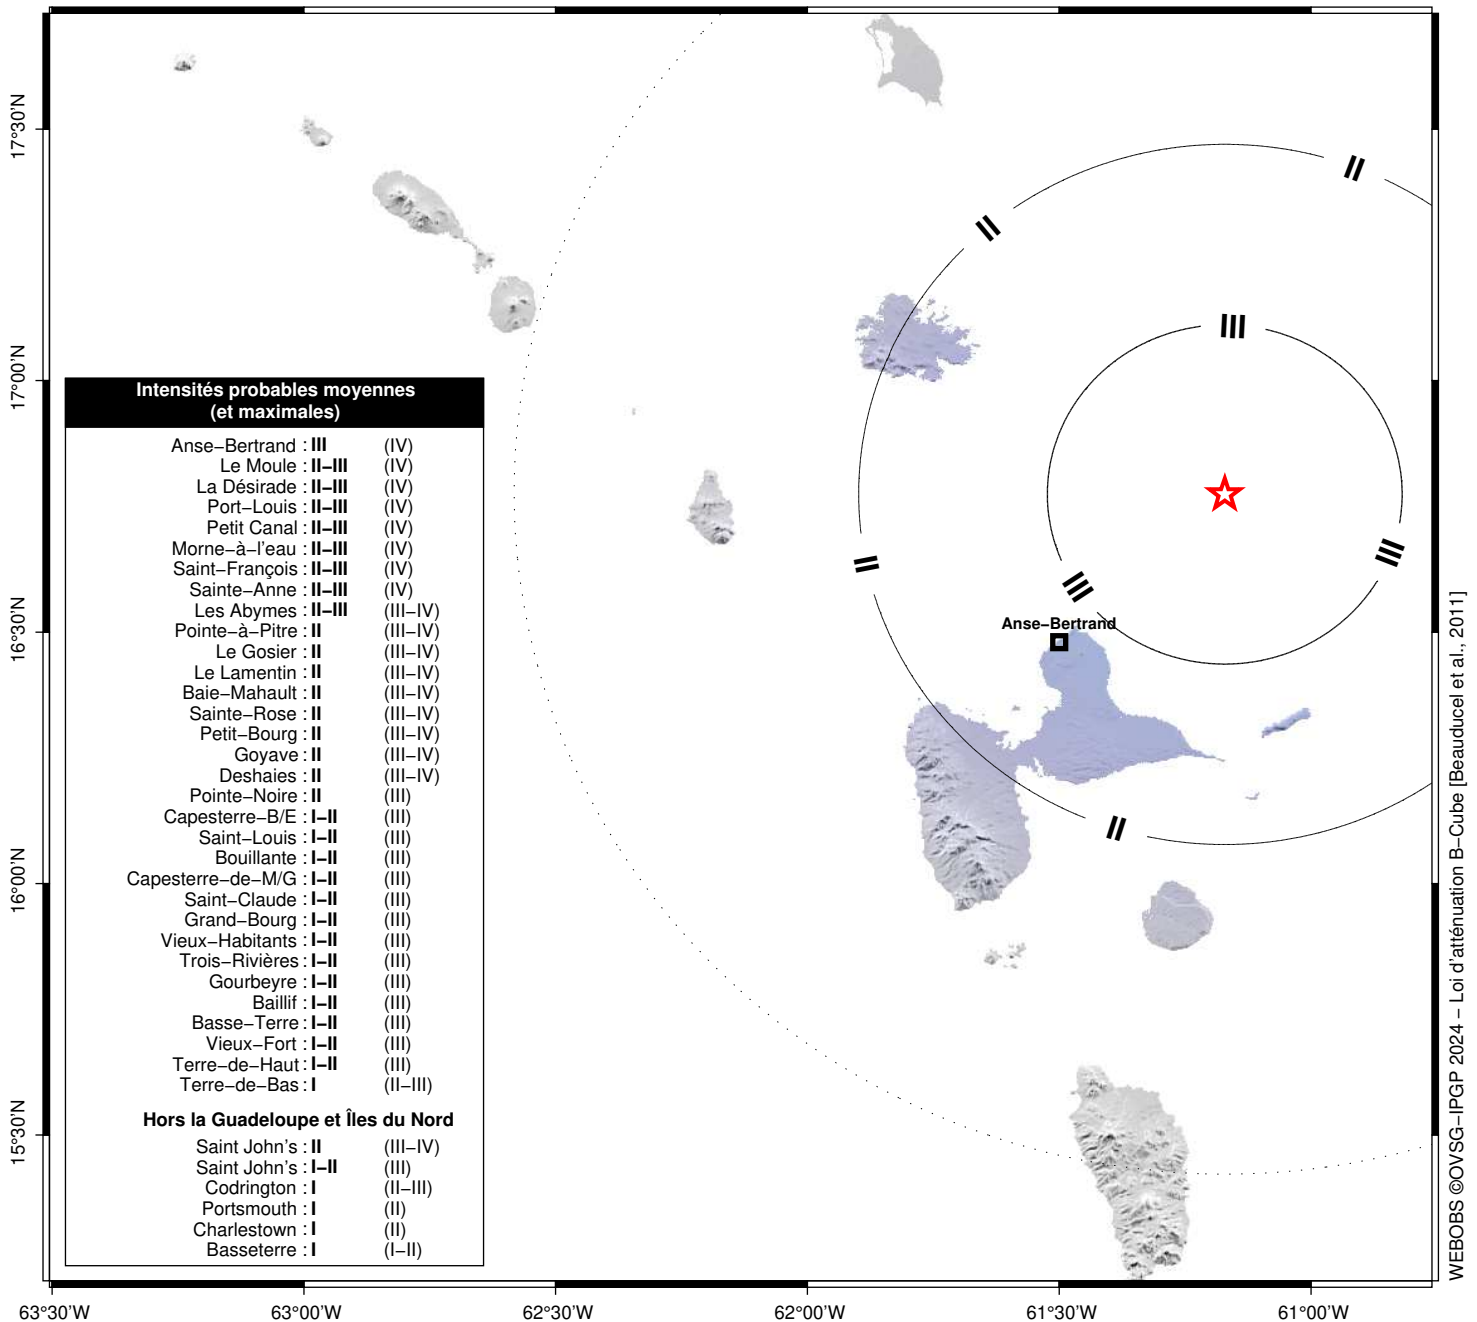 17°30'N
17°00'N
16°30'N
16°00'N
15°30'N
II
II
III
II
III
III
II
Anse−Bertrand
Intensités probables moyennes
(et maximales)
Anse−Bertrand : III (IV)
Le Moule : II−III (IV)
La Désirade : II−III (IV)
Port−Louis : II−III (IV)
Petit Canal : II−III (IV)
Morne−à−l'eau : II−III (IV)
Saint−François : II−III (IV)
Sainte−Anne : II−III (IV)
Les Abymes : II−III (III−IV)
Pointe−à−Pitre : II (III−IV)
Le Gosier : II (III−IV)
Le Lamentin : II (III−IV)
Baie−Mahault : II (III−IV)
Sainte−Rose : II (III−IV)
Petit−Bourg : II (III−IV)
Goyave : II (III−IV)
Deshaies : II (III−IV)
Pointe−Noire : II (III)
Capesterre−B/E : I−II (III)
Saint−Louis : I−II (III)
Bouillante : I−II (III)
Capesterre−de−M/G : I−II (III)
Saint−Claude : I−II (III)
Grand−Bourg : I−II (III)
Vieux−Habitants : I−II (III)
Trois−Rivières : I−II (III)
Gourbeyre : I−II (III)
Baillif : I−II (III)
Basse−Terre : I−II (III)
Vieux−Fort : I−II (III)
Terre−de−Haut : I−II (III)
Terre−de−Bas : I (II−III)
Hors la Guadeloupe et Îles du Nord
Saint John's : II (III−IV)
Saint John's : I−II (III)
Codrington : I (II−III)
Portsmouth : I (II)
Charlestown : I (II)
Basseterre : I (I−II)
63°30'W 63°00'W 62°30'W 62°00'W 61°30'W 61°00'W
WEBOBS ©OVSG−IPGP 2024 − Loi d'atténuation B−Cube [Beauducel et al., 2011]